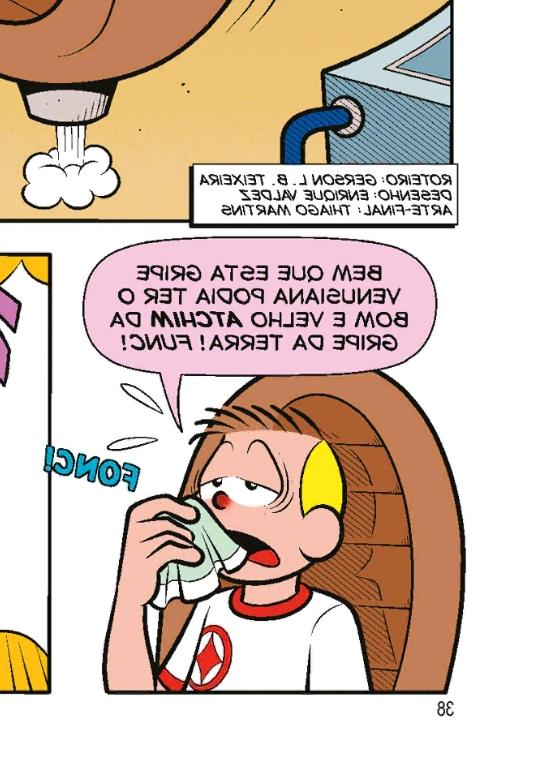 ROTEIRO: GERSON L. B. TEIXEIRA
DESENHO: ENRIQUE VALDEZ
ARTE-FINAL: THIAGO MARTINS
BEM QUE ESTA GRIPE
VENUSIANA PODIA TER O
BOM E VELHO ATCHIM DA
GRIPE DA TERRA! FUNC!
FONC!
38